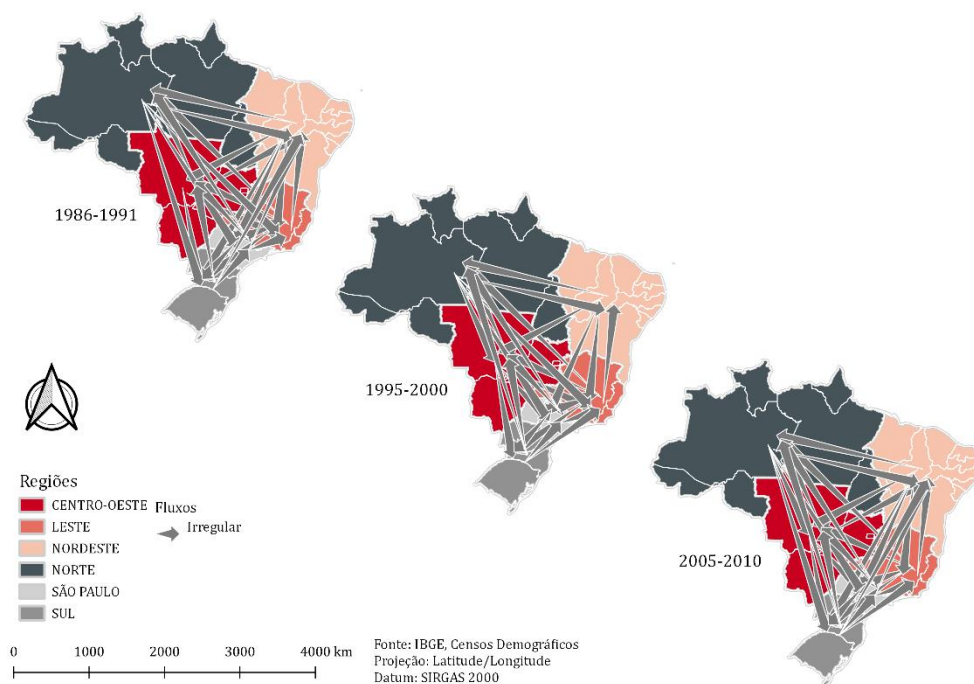 1986-1991
1995-2000
2005-2010
Regiões
CENTRO-OESTE
LESTE
NORDESTE
NORTE
SÃO PAULO
SUL
Fluxos
Irregular
0 1000 2000 3000 4000 km
Fonte: IBGE, Censos Demográficos
Projeção: Latitude/Longitude
Datum: SIRGAS 2000